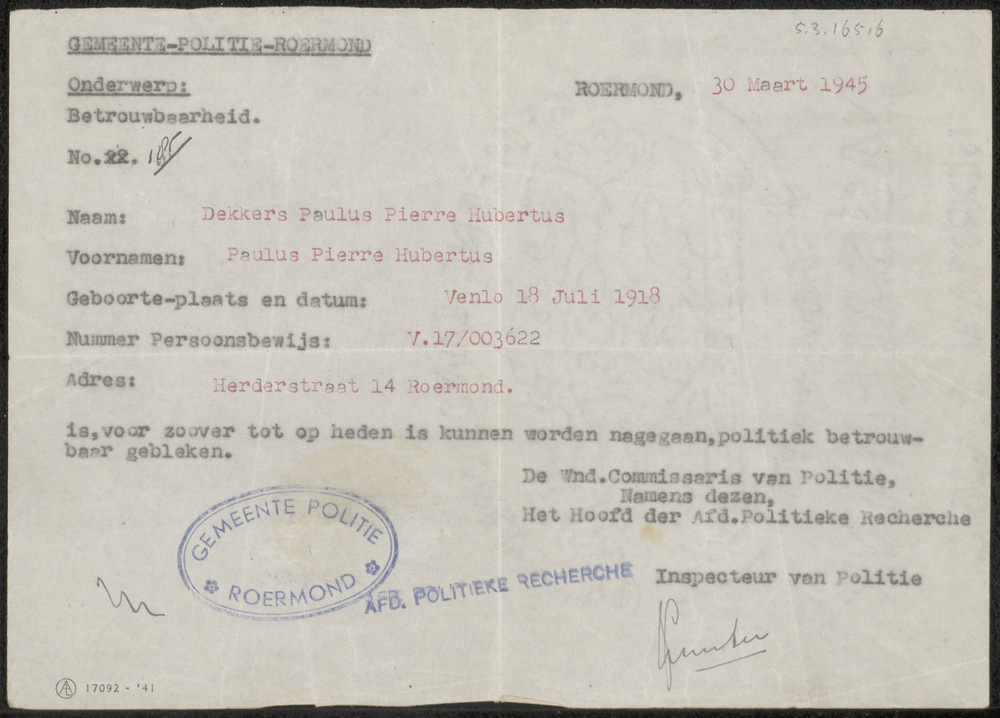 5.3.165,6
GEMEENTE-POLITIE-ROERMOND
Onderwerp:
ROERMOND, 30 Maart 1945
Betrouwbaarheid.
No.22. 185
Naam: Dekkers Paulus Pierre Hubertus
Voornamen: Paulus Pierre Hubertus
Geboorte-plaats en datum: Venlo 18 Juli 1918
Nummer Persoonsbewijs: V.17/003622
Adres: Herderstraat 14 Roermond.
is,voor zoover tot op heden is kunnen worden nagegaan,politiek betrouw-
baar gebleken.
De Wnd.Commissaris van Politie,
Namens dezen,
Het Hoofd der Afd.Politieke Recherche
GEMEENTE POLITIE
ROERMOND
AFD. POLITIEKE RECHERCHE
Inspecteur van Politie
17092 - '41